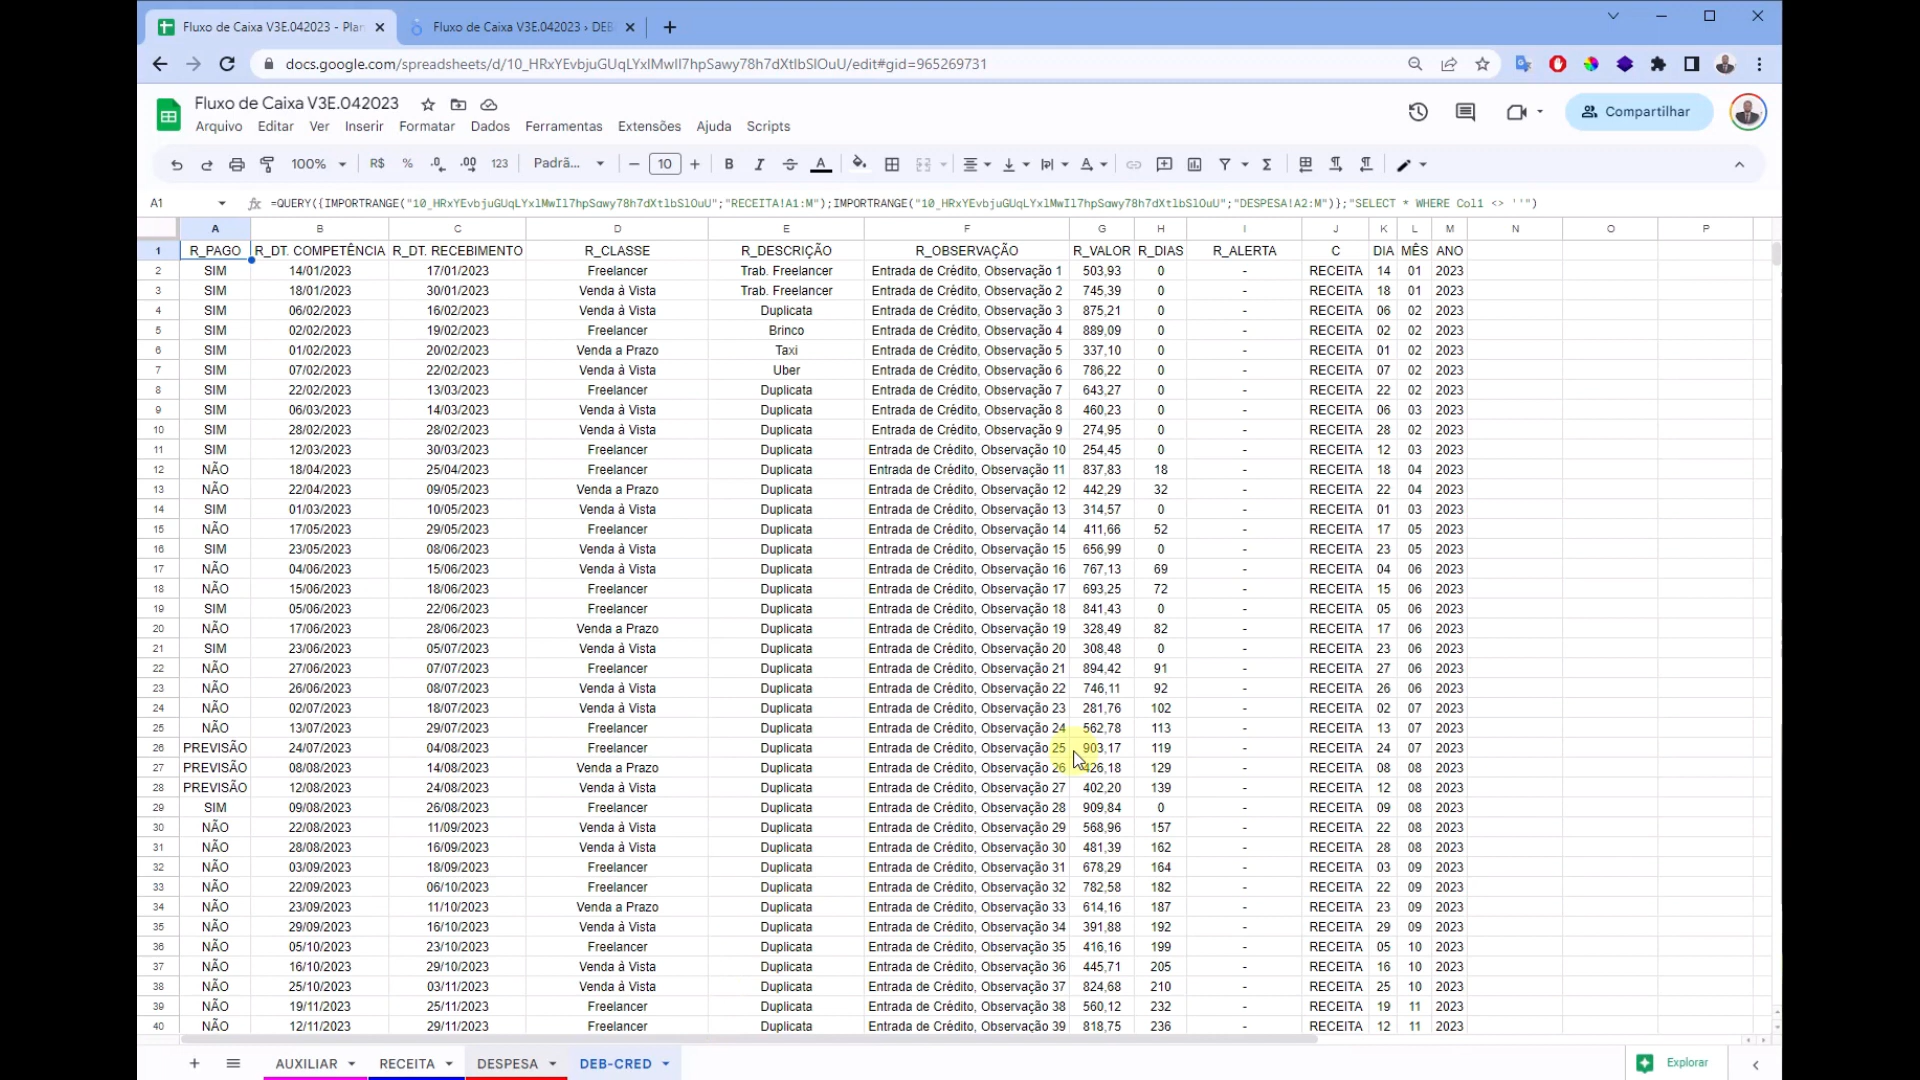 Fluxo de Caixa V3E.042023 - Plan
Fluxo de Caixa V3E.042023 › DEB
docs.google.com/spreadsheets/d/10_HRxYEvbjuGUqLYxlMwIl7hpSawy78h7dXtlbSlOuU/edit#gid=965269731
Fluxo de Caixa V3E.042023
Arquivo Editar Ver Inserir Formatar Dados Ferramentas Extensões Ajuda Scripts
Compartilhar
100% R$ % .0 .00 123 Padrã... − 10 + B I A
A1 fx =QUERY({IMPORTRANGE("10_HRxYEvbjuGUqLYxlMwIl7hpSawy78h7dXtlbSlOuU";"RECEITA!A1:M");IMPORTRANGE("10_HRxYEvbjuGUqLYxlMwIl7hpSawy78h7dXtlbSlOuU";"DESPESA!A2:M")};"SELECT * WHERE Col1 <> ''")
A B C D E F G H I J K L M N O P
1 R_PAGO R_DT. COMPETÊNCIA R_DT. RECEBIMENTO R_CLASSE R_DESCRIÇÃO R_OBSERVAÇÃO R_VALOR R_DIAS R_ALERTA C DIA MÊS ANO
2 SIM 14/01/2023 17/01/2023 Freelancer Trab. Freelancer Entrada de Crédito, Observação 1 503,93 0 - RECEITA 14 01 2023
3 SIM 18/01/2023 30/01/2023 Venda à Vista Trab. Freelancer Entrada de Crédito, Observação 2 745,39 0 - RECEITA 18 01 2023
4 SIM 06/02/2023 16/02/2023 Venda à Vista Duplicata Entrada de Crédito, Observação 3 875,21 0 - RECEITA 06 02 2023
5 SIM 02/02/2023 19/02/2023 Freelancer Brinco Entrada de Crédito, Observação 4 889,09 0 - RECEITA 02 02 2023
6 SIM 01/02/2023 20/02/2023 Venda a Prazo Taxi Entrada de Crédito, Observação 5 337,10 0 - RECEITA 01 02 2023
7 SIM 07/02/2023 22/02/2023 Venda à Vista Uber Entrada de Crédito, Observação 6 786,22 0 - RECEITA 07 02 2023
8 SIM 22/02/2023 13/03/2023 Freelancer Duplicata Entrada de Crédito, Observação 7 643,27 0 - RECEITA 22 02 2023
9 SIM 06/03/2023 14/03/2023 Venda à Vista Duplicata Entrada de Crédito, Observação 8 460,23 0 - RECEITA 06 03 2023
10 SIM 28/02/2023 28/02/2023 Venda à Vista Duplicata Entrada de Crédito, Observação 9 274,95 0 - RECEITA 28 02 2023
11 SIM 12/03/2023 30/03/2023 Freelancer Duplicata Entrada de Crédito, Observação 10 254,45 0 - RECEITA 12 03 2023
12 NÃO 18/04/2023 25/04/2023 Freelancer Duplicata Entrada de Crédito, Observação 11 837,83 18 - RECEITA 18 04 2023
13 NÃO 22/04/2023 09/05/2023 Venda a Prazo Duplicata Entrada de Crédito, Observação 12 442,29 32 - RECEITA 22 04 2023
14 SIM 01/03/2023 10/05/2023 Venda à Vista Duplicata Entrada de Crédito, Observação 13 314,57 0 - RECEITA 01 03 2023
15 NÃO 17/05/2023 29/05/2023 Freelancer Duplicata Entrada de Crédito, Observação 14 411,66 52 - RECEITA 17 05 2023
16 SIM 23/05/2023 08/06/2023 Venda à Vista Duplicata Entrada de Crédito, Observação 15 656,99 0 - RECEITA 23 05 2023
17 NÃO 04/06/2023 15/06/2023 Venda à Vista Duplicata Entrada de Crédito, Observação 16 767,13 69 - RECEITA 04 06 2023
18 NÃO 15/06/2023 18/06/2023 Freelancer Duplicata Entrada de Crédito, Observação 17 693,25 72 - RECEITA 15 06 2023
19 SIM 05/06/2023 22/06/2023 Freelancer Duplicata Entrada de Crédito, Observação 18 841,43 0 - RECEITA 05 06 2023
20 NÃO 17/06/2023 28/06/2023 Venda a Prazo Duplicata Entrada de Crédito, Observação 19 328,49 82 - RECEITA 17 06 2023
21 SIM 23/06/2023 05/07/2023 Venda à Vista Duplicata Entrada de Crédito, Observação 20 308,48 0 - RECEITA 23 06 2023
22 NÃO 27/06/2023 07/07/2023 Freelancer Duplicata Entrada de Crédito, Observação 21 894,42 91 - RECEITA 27 06 2023
23 NÃO 26/06/2023 08/07/2023 Venda à Vista Duplicata Entrada de Crédito, Observação 22 746,11 92 - RECEITA 26 06 2023
24 NÃO 02/07/2023 18/07/2023 Venda à Vista Duplicata Entrada de Crédito, Observação 23 281,76 102 - RECEITA 02 07 2023
25 NÃO 13/07/2023 29/07/2023 Freelancer Duplicata Entrada de Crédito, Observação 24 562,78 113 - RECEITA 13 07 2023
26 PREVISÃO 24/07/2023 04/08/2023 Freelancer Duplicata Entrada de Crédito, Observação 25 903,17 119 - RECEITA 24 07 2023
27 PREVISÃO 08/08/2023 14/08/2023 Venda a Prazo Duplicata Entrada de Crédito, Observação 26 426,18 129 - RECEITA 08 08 2023
28 PREVISÃO 12/08/2023 24/08/2023 Venda à Vista Duplicata Entrada de Crédito, Observação 27 402,20 139 - RECEITA 12 08 2023
29 SIM 09/08/2023 26/08/2023 Freelancer Duplicata Entrada de Crédito, Observação 28 909,84 0 - RECEITA 09 08 2023
30 NÃO 22/08/2023 11/09/2023 Venda à Vista Duplicata Entrada de Crédito, Observação 29 568,96 157 - RECEITA 22 08 2023
31 NÃO 28/08/2023 16/09/2023 Venda à Vista Duplicata Entrada de Crédito, Observação 30 481,39 162 - RECEITA 28 08 2023
32 NÃO 03/09/2023 18/09/2023 Freelancer Duplicata Entrada de Crédito, Observação 31 678,29 164 - RECEITA 03 09 2023
33 NÃO 22/09/2023 06/10/2023 Freelancer Duplicata Entrada de Crédito, Observação 32 782,58 182 - RECEITA 22 09 2023
34 NÃO 23/09/2023 11/10/2023 Venda a Prazo Duplicata Entrada de Crédito, Observação 33 614,16 187 - RECEITA 23 09 2023
35 NÃO 29/09/2023 16/10/2023 Venda à Vista Duplicata Entrada de Crédito, Observação 34 391,88 192 - RECEITA 29 09 2023
36 NÃO 05/10/2023 23/10/2023 Freelancer Duplicata Entrada de Crédito, Observação 35 416,16 199 - RECEITA 05 10 2023
37 NÃO 16/10/2023 29/10/2023 Venda à Vista Duplicata Entrada de Crédito, Observação 36 445,71 205 - RECEITA 16 10 2023
38 NÃO 25/10/2023 03/11/2023 Venda à Vista Duplicata Entrada de Crédito, Observação 37 824,68 210 - RECEITA 25 10 2023
39 NÃO 19/11/2023 25/11/2023 Freelancer Duplicata Entrada de Crédito, Observação 38 560,12 232 - RECEITA 19 11 2023
40 NÃO 12/11/2023 29/11/2023 Freelancer Duplicata Entrada de Crédito, Observação 39 818,75 236 - RECEITA 12 11 2023
AUXILIAR RECEITA DESPESA DEB-CRED Explorar